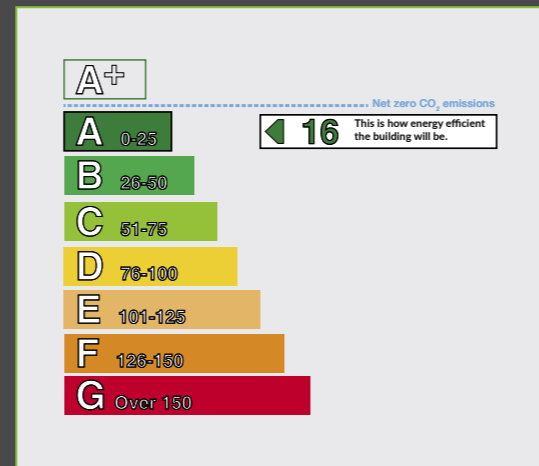 A+
Net zero CO₂ emissions
A 0-25
16 This is how energy efficient
the building will be.
B 26-50
C 51-75
D 76-100
E 101-125
F 126-150
G Over 150